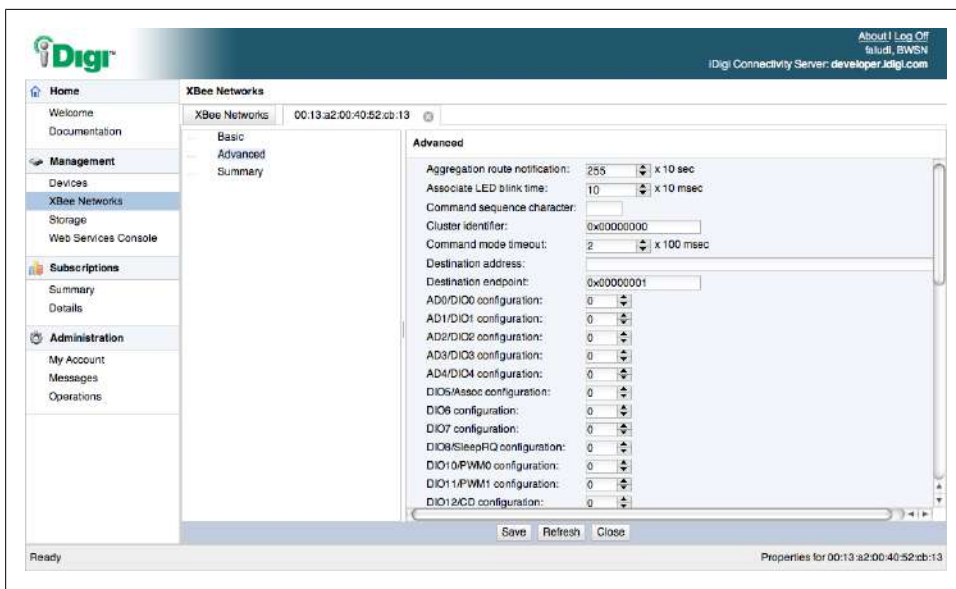 iDigi
About | Log Off
faludi, BWSN
iDigi Connectivity Server: developer.idigi.com
Home
Welcome
Documentation
Management
Devices
XBee Networks
Storage
Web Services Console
Subscriptions
Summary
Details
Administration
My Account
Messages
Operations
XBee Networks
XBee Networks 00:13:a2:00:40:52:cb:13
Basic
Advanced
Summary
Advanced
Aggregation route notification: 255 x 10 sec
Associate LED blink time: 10 x 10 msec
Command sequence character:
Cluster identifier: 0x00000000
Command mode timeout: 2 x 100 msec
Destination address:
Destination endpoint: 0x00000001
AD0/DIO0 configuration: 0
AD1/DIO1 configuration: 0
AD2/DIO2 configuration: 0
AD3/DIO3 configuration: 0
AD4/DIO4 configuration: 0
DIO5/Assoc configuration: 0
DIO6 configuration: 0
DIO7 configuration: 0
DIO8/SleepRQ configuration: 0
DIO10/PWM0 configuration: 0
DIO11/PWM1 configuration: 0
DIO12/CD configuration: 0
Save Refresh Close
Ready
Properties for 00:13:a2:00:40:52:cb:13